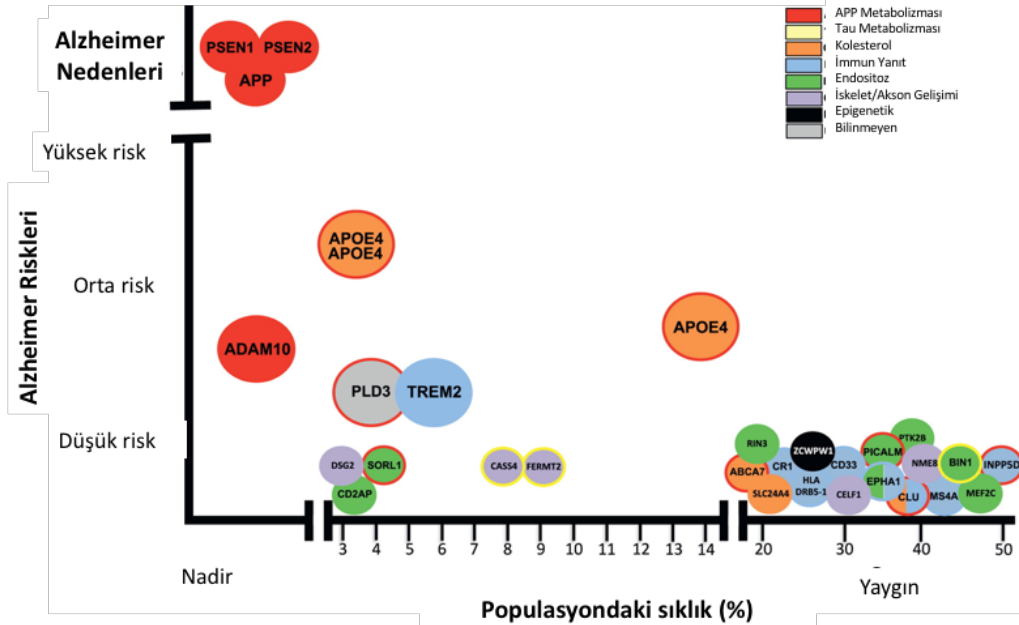 Alzheimer
Nedenleri
PSEN1 PSEN2
APP
APP Metabolizması
Tau Metabolizması
Kolesterol
İmmun Yanıt
Endositoz
İskelet/Akson Gelişimi
Epigenetik
Bilinmeyen
Alzheimer Riskleri
Yüksek risk
Orta risk
Düşük risk
APOE4
APOE4
APOE4
ADAM10
PLD3 TREM2
DSG2 SORL1
CD2AP
CASS4 FERMT2
RIN3
ABCA7
SLC24A4
CR1
ZCWPW1
HLA
DRB5-1
CD33
CELF1
PICALM
PTK2B
EPHA1
NME8
CLU
MS4A
BIN1
MEF2C
INPP5D
3 4 5 6 7 8 9 10 11 12 13 14 20 30 40 50
Nadir
Yaygın
Populasyondaki sıklık (%)